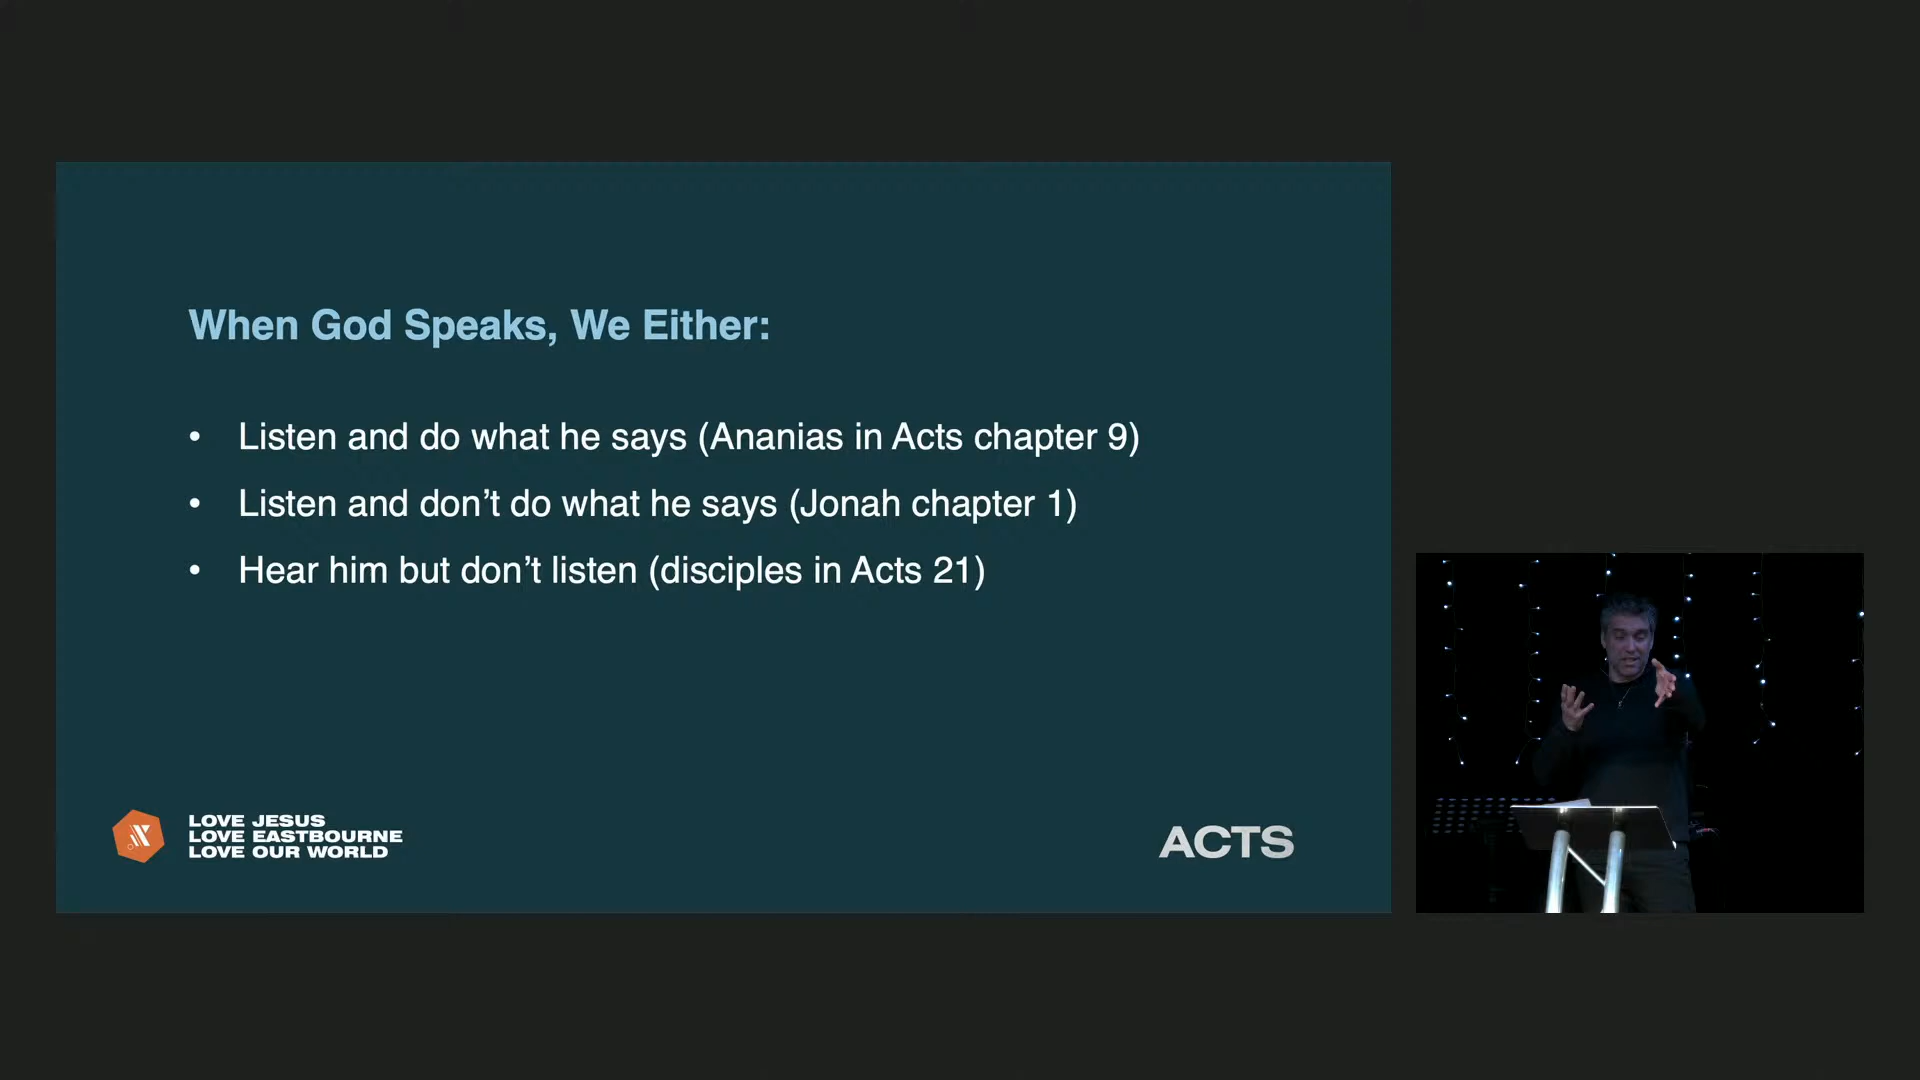 When God Speaks, We Either:
• Listen and do what he says (Ananias in Acts chapter 9)
• Listen and don’t do what he says (Jonah chapter 1)
• Hear him but don’t listen (disciples in Acts 21)
LOVE JESUS
LOVE EASTBOURNE
LOVE OUR WORLD
ACTS